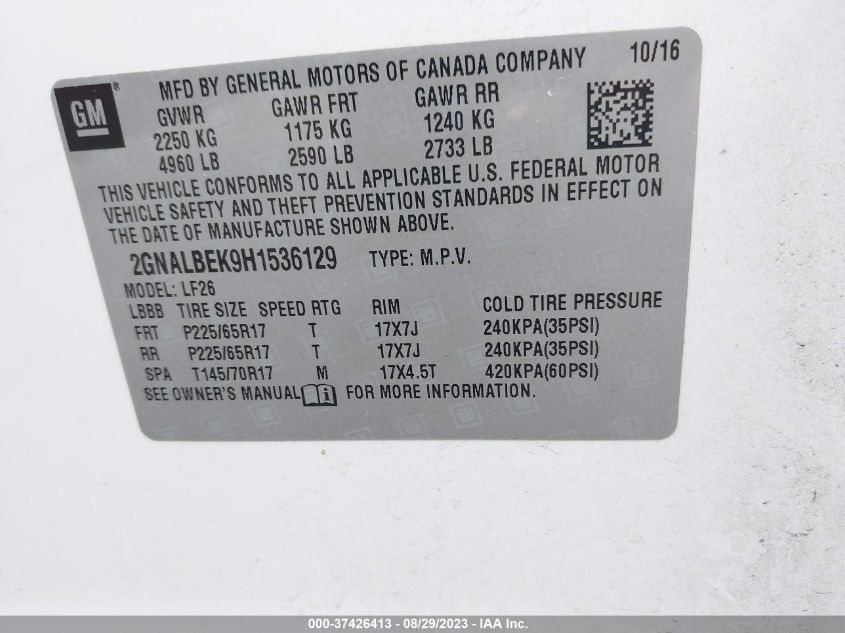 MFD BY GENERAL MOTORS OF CANADA COMPANY 10/16
GM ®
GVWR GAWR FRT GAWR RR
2250 KG 1175 KG 1240 KG
4960 LB 2590 LB 2733 LB
THIS VEHICLE CONFORMS TO ALL APPLICABLE U.S. FEDERAL MOTOR
VEHICLE SAFETY AND THEFT PREVENTION STANDARDS IN EFFECT ON
THE DATE OF MANUFACTURE SHOWN ABOVE.
2GNALBEK9H1536129 TYPE: M.P.V.
MODEL: LF26
LBBB TIRE SIZE SPEED RTG RIM COLD TIRE PRESSURE
FRT P225/65R17 T 17X7J 240KPA(35PSI)
RR P225/65R17 T 17X7J 240KPA(35PSI)
SPA T145/70R17 M 17X4.5T 420KPA(60PSI)
SEE OWNER'S MANUAL FOR MORE INFORMATION.
000-37426413 - 08/29/2023 - IAA Inc.